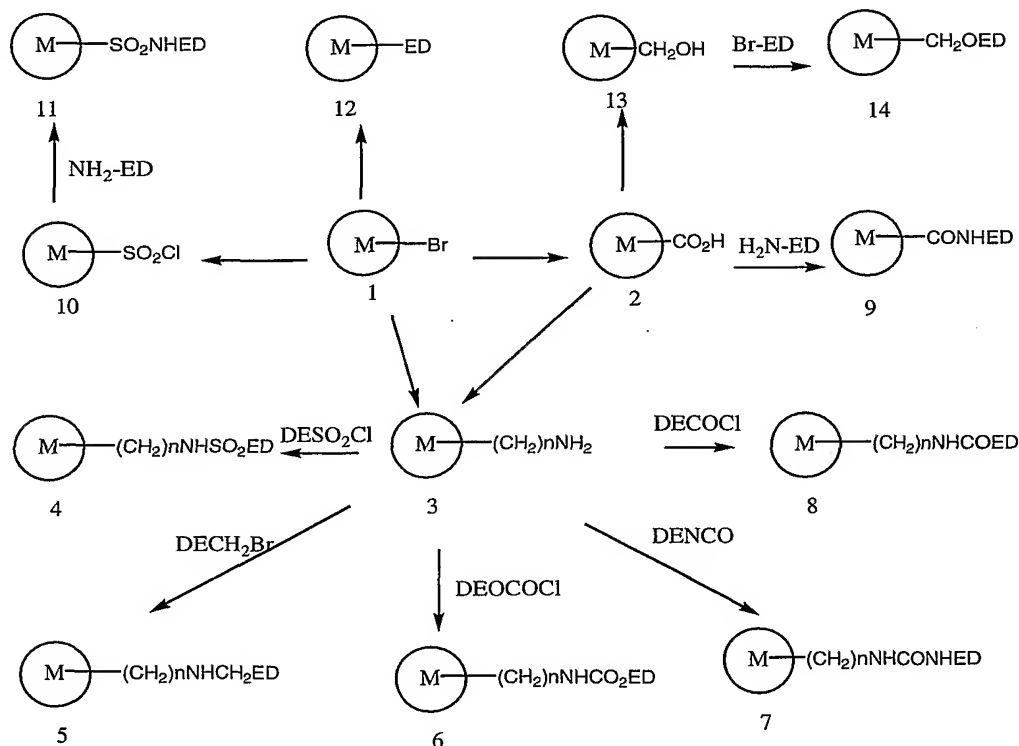 M SO₂NHED
M ED
M CH₂OH
Br-ED
M CH₂OED
11
12
13
14
NH₂-ED
M SO₂Cl
M Br
M CO₂H
H₂N-ED
M CONHED
10
1
2
9
M (CH₂)nNHSO₂ED
DESO₂Cl
M (CH₂)nNH₂
DECOCl
M (CH₂)nNHCOED
4
3
8
DECH₂Br
DEOCOCl
DENCO
M (CH₂)nNHCH₂ED
M (CH₂)nNHCO₂ED
M (CH₂)nNHCONHED
5
6
7